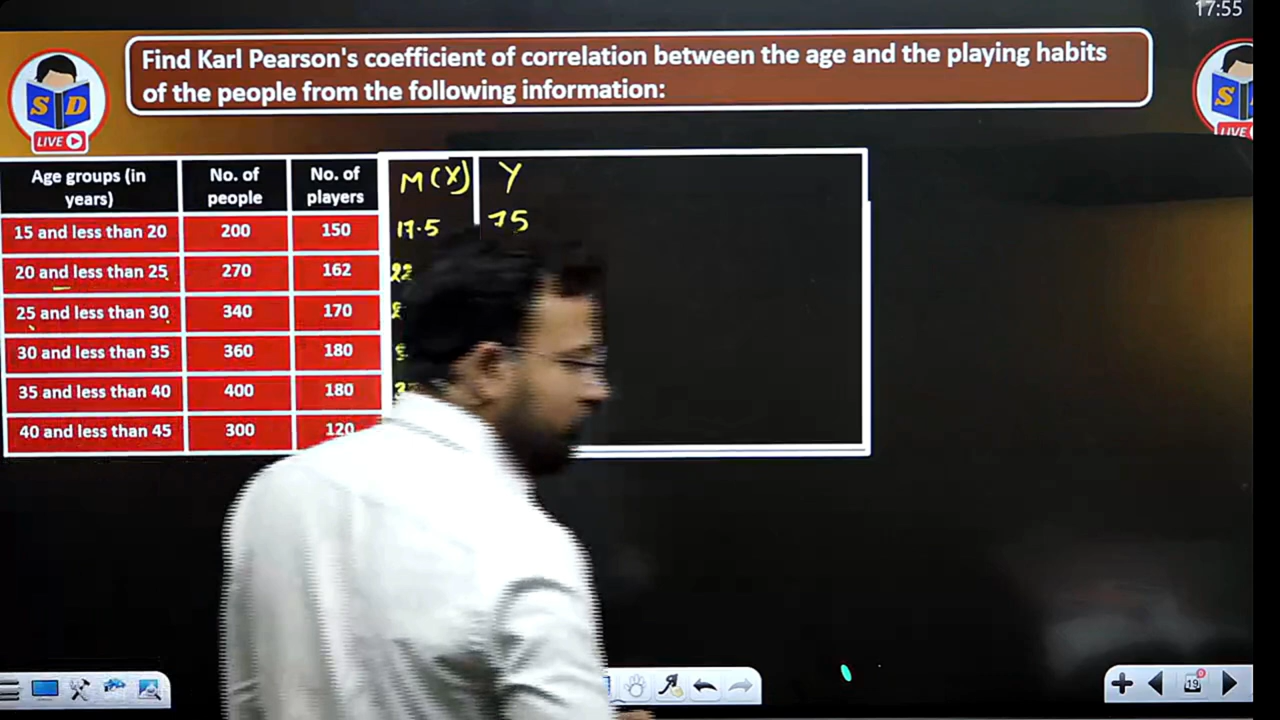 17:55
Find Karl Pearson's coefficient of correlation between the age and the playing habits
of the people from the following information:
S D
LIVE
S
LIVE
Age groups (in years) No. of people No. of players M(X) Y
15 and less than 20 200 150 17.5 75
20 and less than 25 270 162 22
25 and less than 30 340 170
30 and less than 35 360 180
35 and less than 40 400 180
40 and less than 45 300 120
19